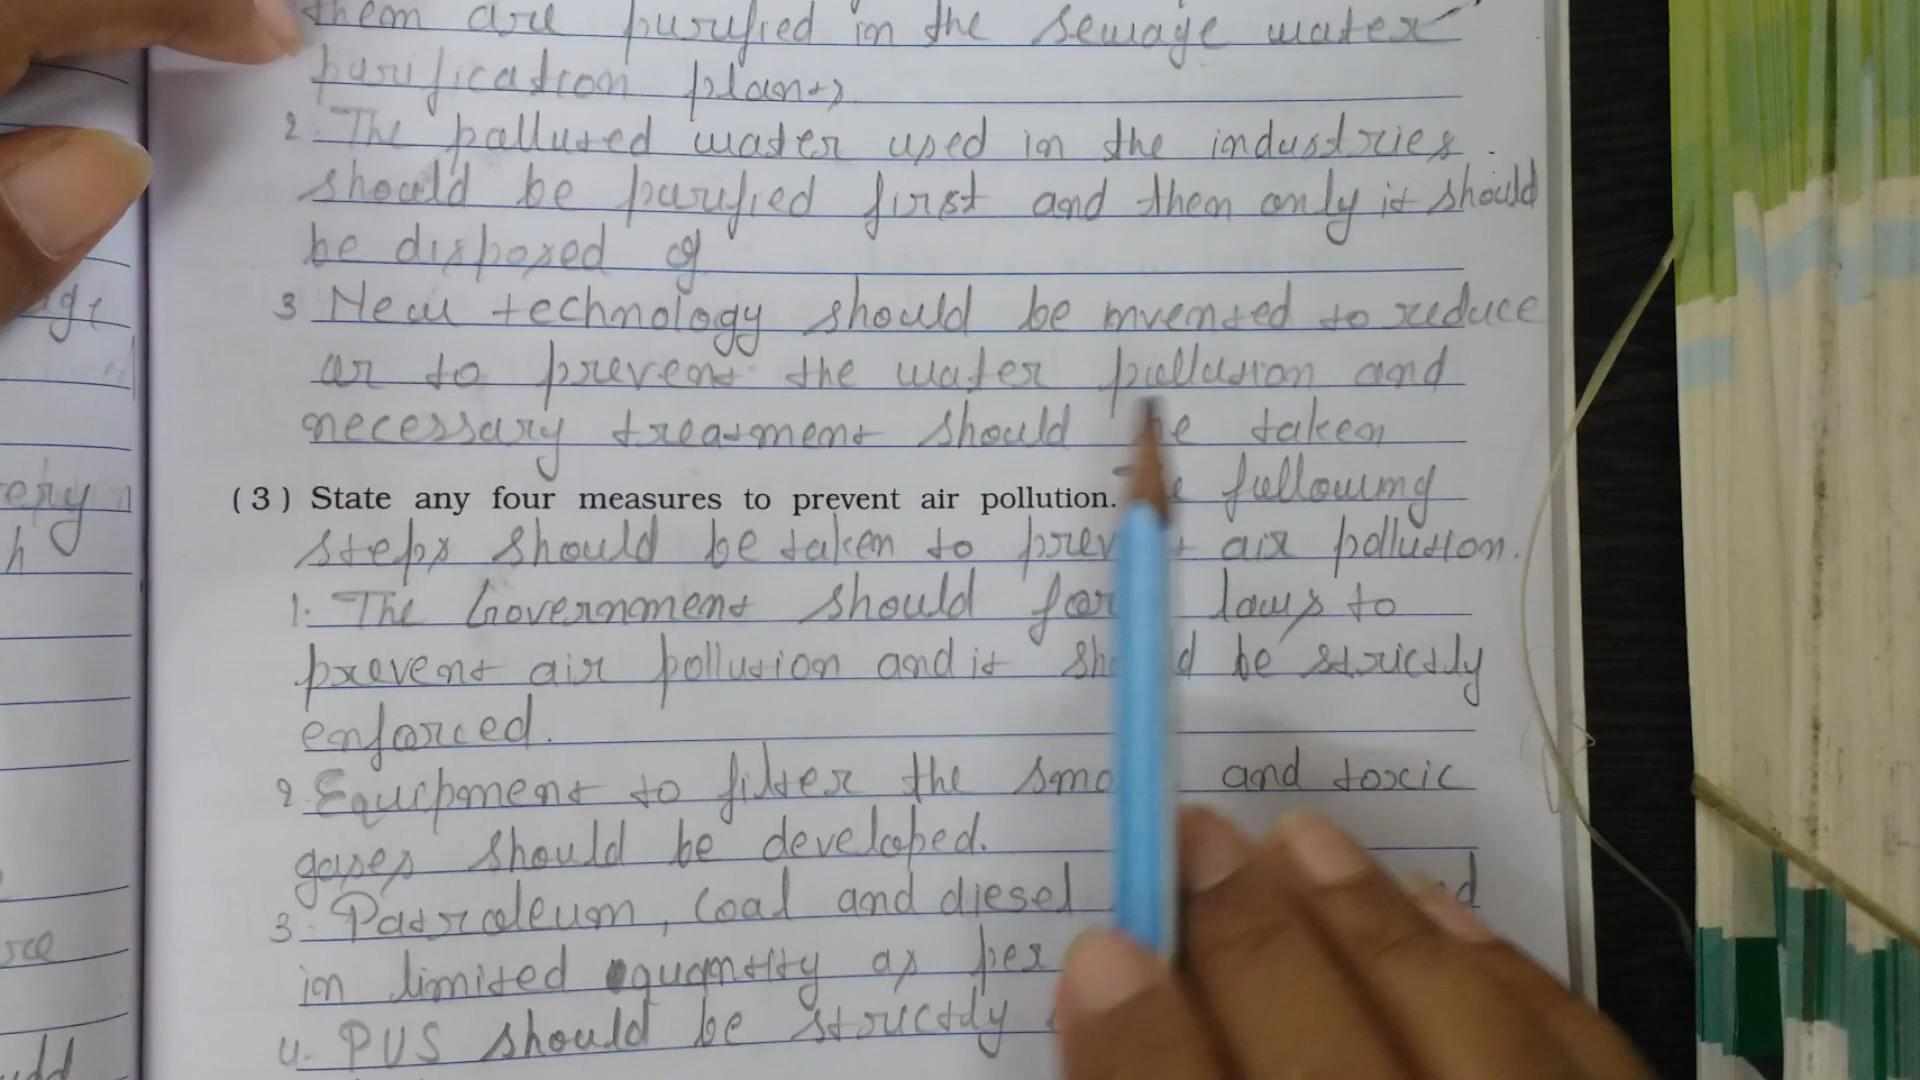 them are purified in the sewage water
purification plants
2. The polluted water used in the industries
should be purified first and then only it should
be disposed of
3 New technology should be invented to reduce
or to prevent the water pollution and
necessary treatment should be taken
(3) State any four measures to prevent air pollution. following
steps should be taken to air pollution.
1. The Government should laws to
prevent air pollution and it be strictly
enforced.
2. Equipment to filter the and toxic
gases should be developed.
3. Patroleum, coal and diesel
in limited quantity as per
4. PUS should be strictly
ery